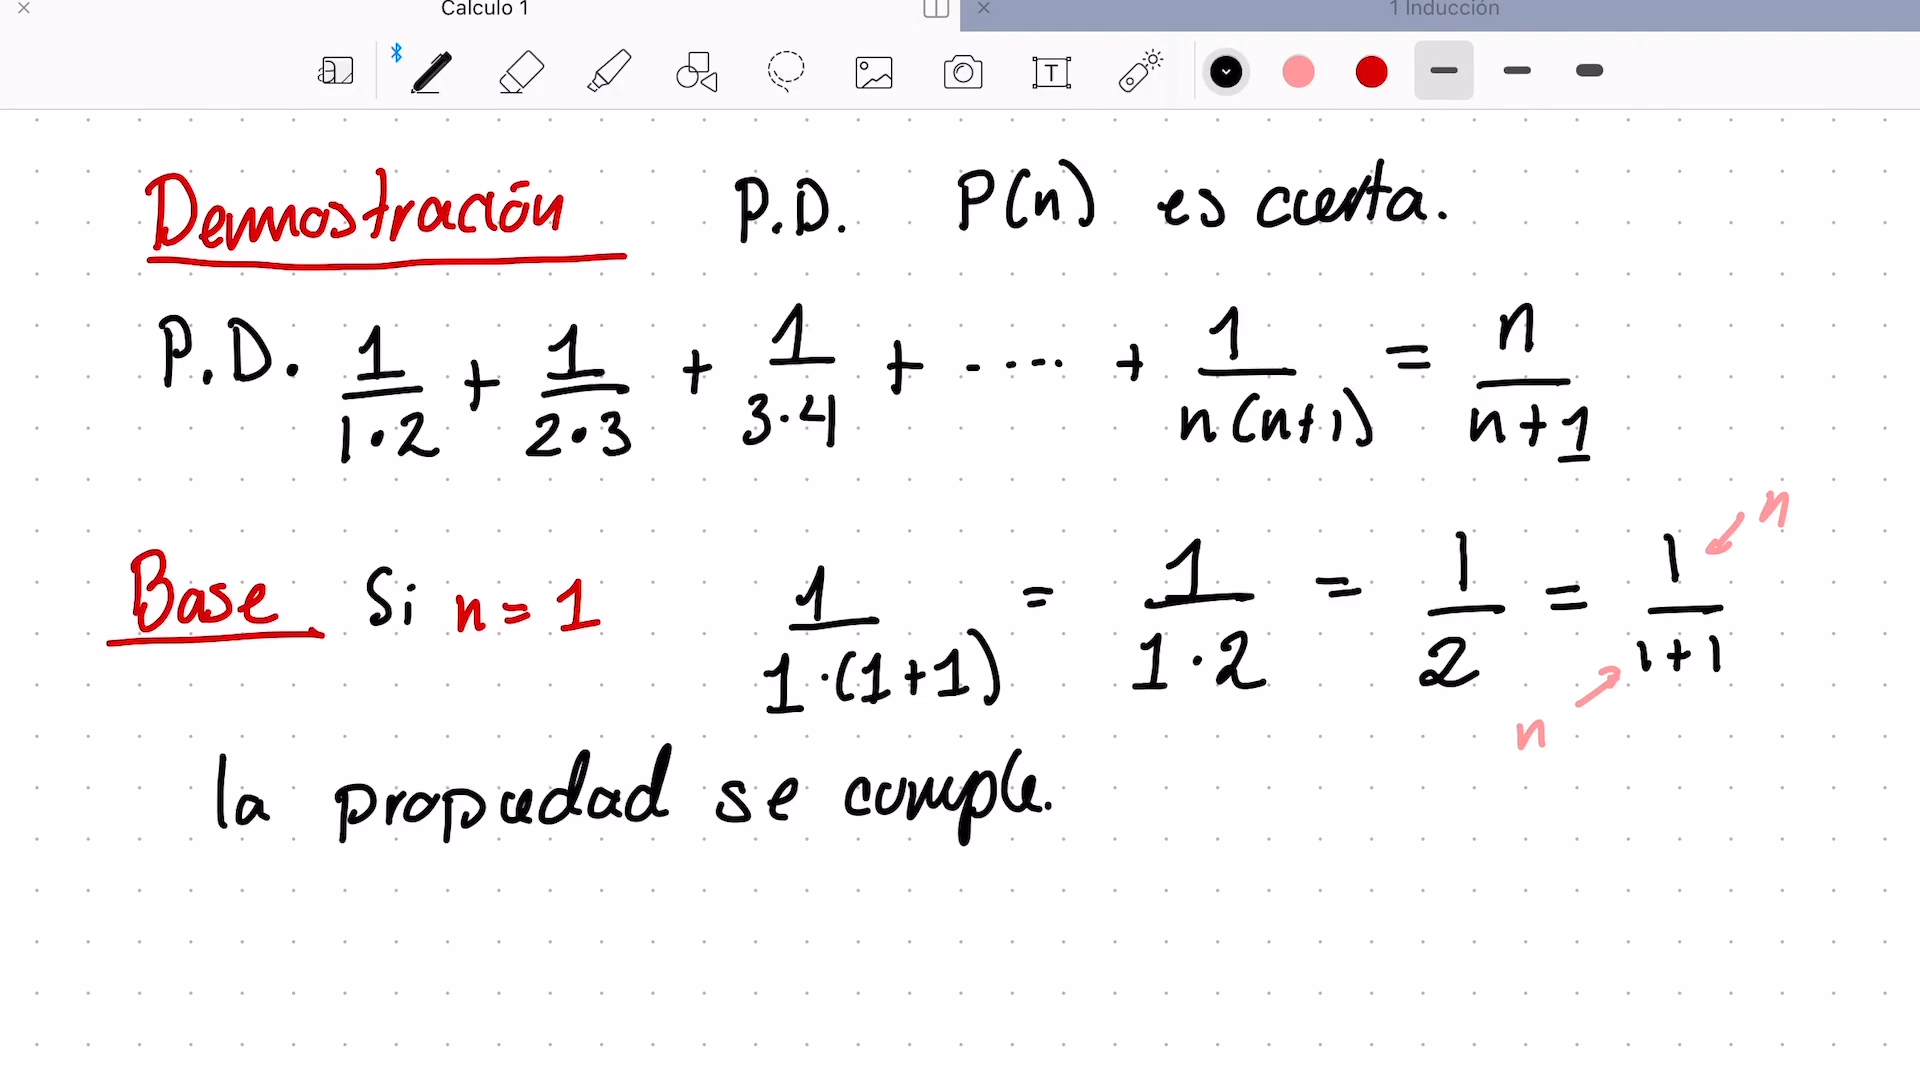 Calculo 1
1 Inducción
Demostración P.D. P(n) es cierta.
P.D. 1/(1·2) + 1/(2·3) + 1/(3·4) + ····· + 1/(n(n+1)) = n/(n+1)
Base Si n = 1 1/(1·(1+1)) = 1/(1·2) = 1/2 = 1/(1+1) n
n
la propiedad se cumple.